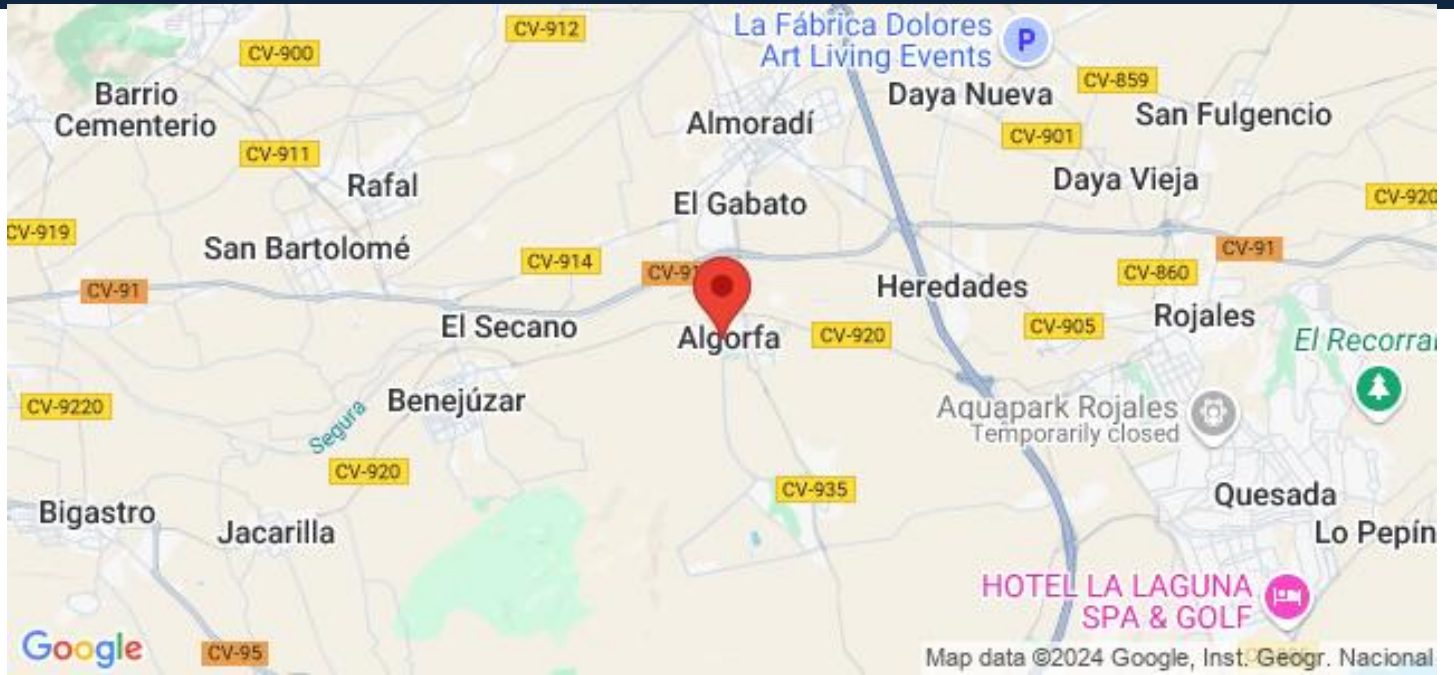 La Fábrica Dolores
Art Living Events
P
CV-912
CV-900
CV-859
Barrio
Cementerio
Daya Nueva
San Fulgencio
Almoradí
CV-901
CV-911
Rafal
Daya Vieja
El Gabato
CV-920
CV-919
San Bartolomé
CV-914
CV-91
CV-91
CV-860
Heredades
CV-91
El Secano
Algorfa
CV-920
CV-905
Rojales
El Recorral
CV-9220
Benejúzar
Segura
Aquapark Rojales
Temporarily closed
CV-920
CV-935
Quesada
Bigastro
Jacarilla
Lo Pepín
HOTEL LA LAGUNA
SPA & GOLF
Google
CV-95
Map data ©2024 Google, Inst. Geogr. Nacional